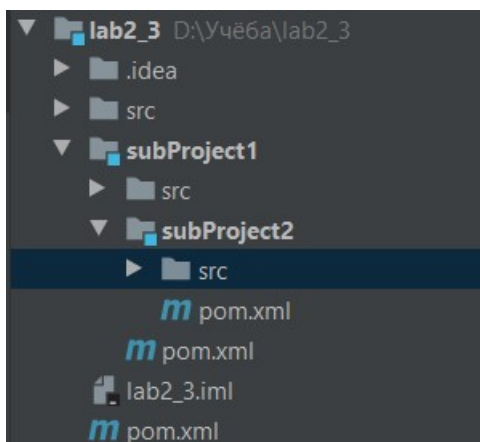 lab2_3 D:\Учёба\lab2_3
.idea
src
subProject1
src
subProject2
src
m pom.xml
m pom.xml
lab2_3.iml
m pom.xml